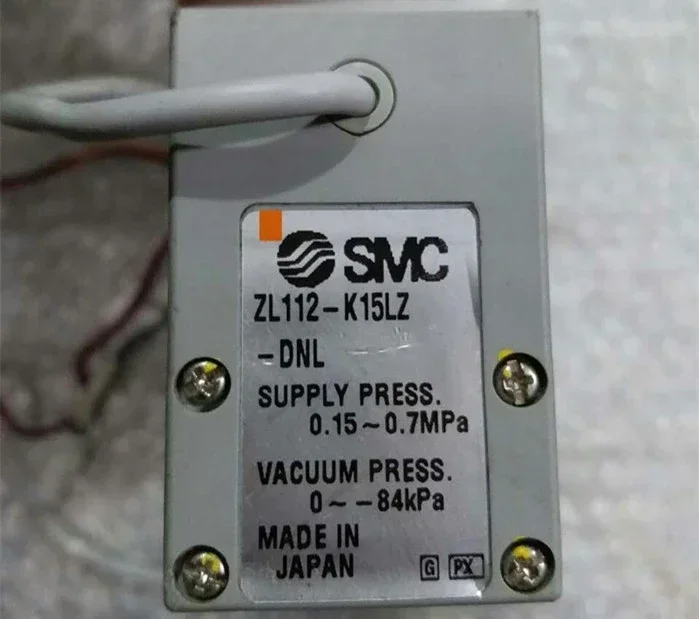 SMC
ZL112-K15LZ
-DNL
SUPPLY PRESS.
0.15~0.7MPa
VACUUM PRESS.
0~-84kPa
MADE IN
JAPAN
G PX